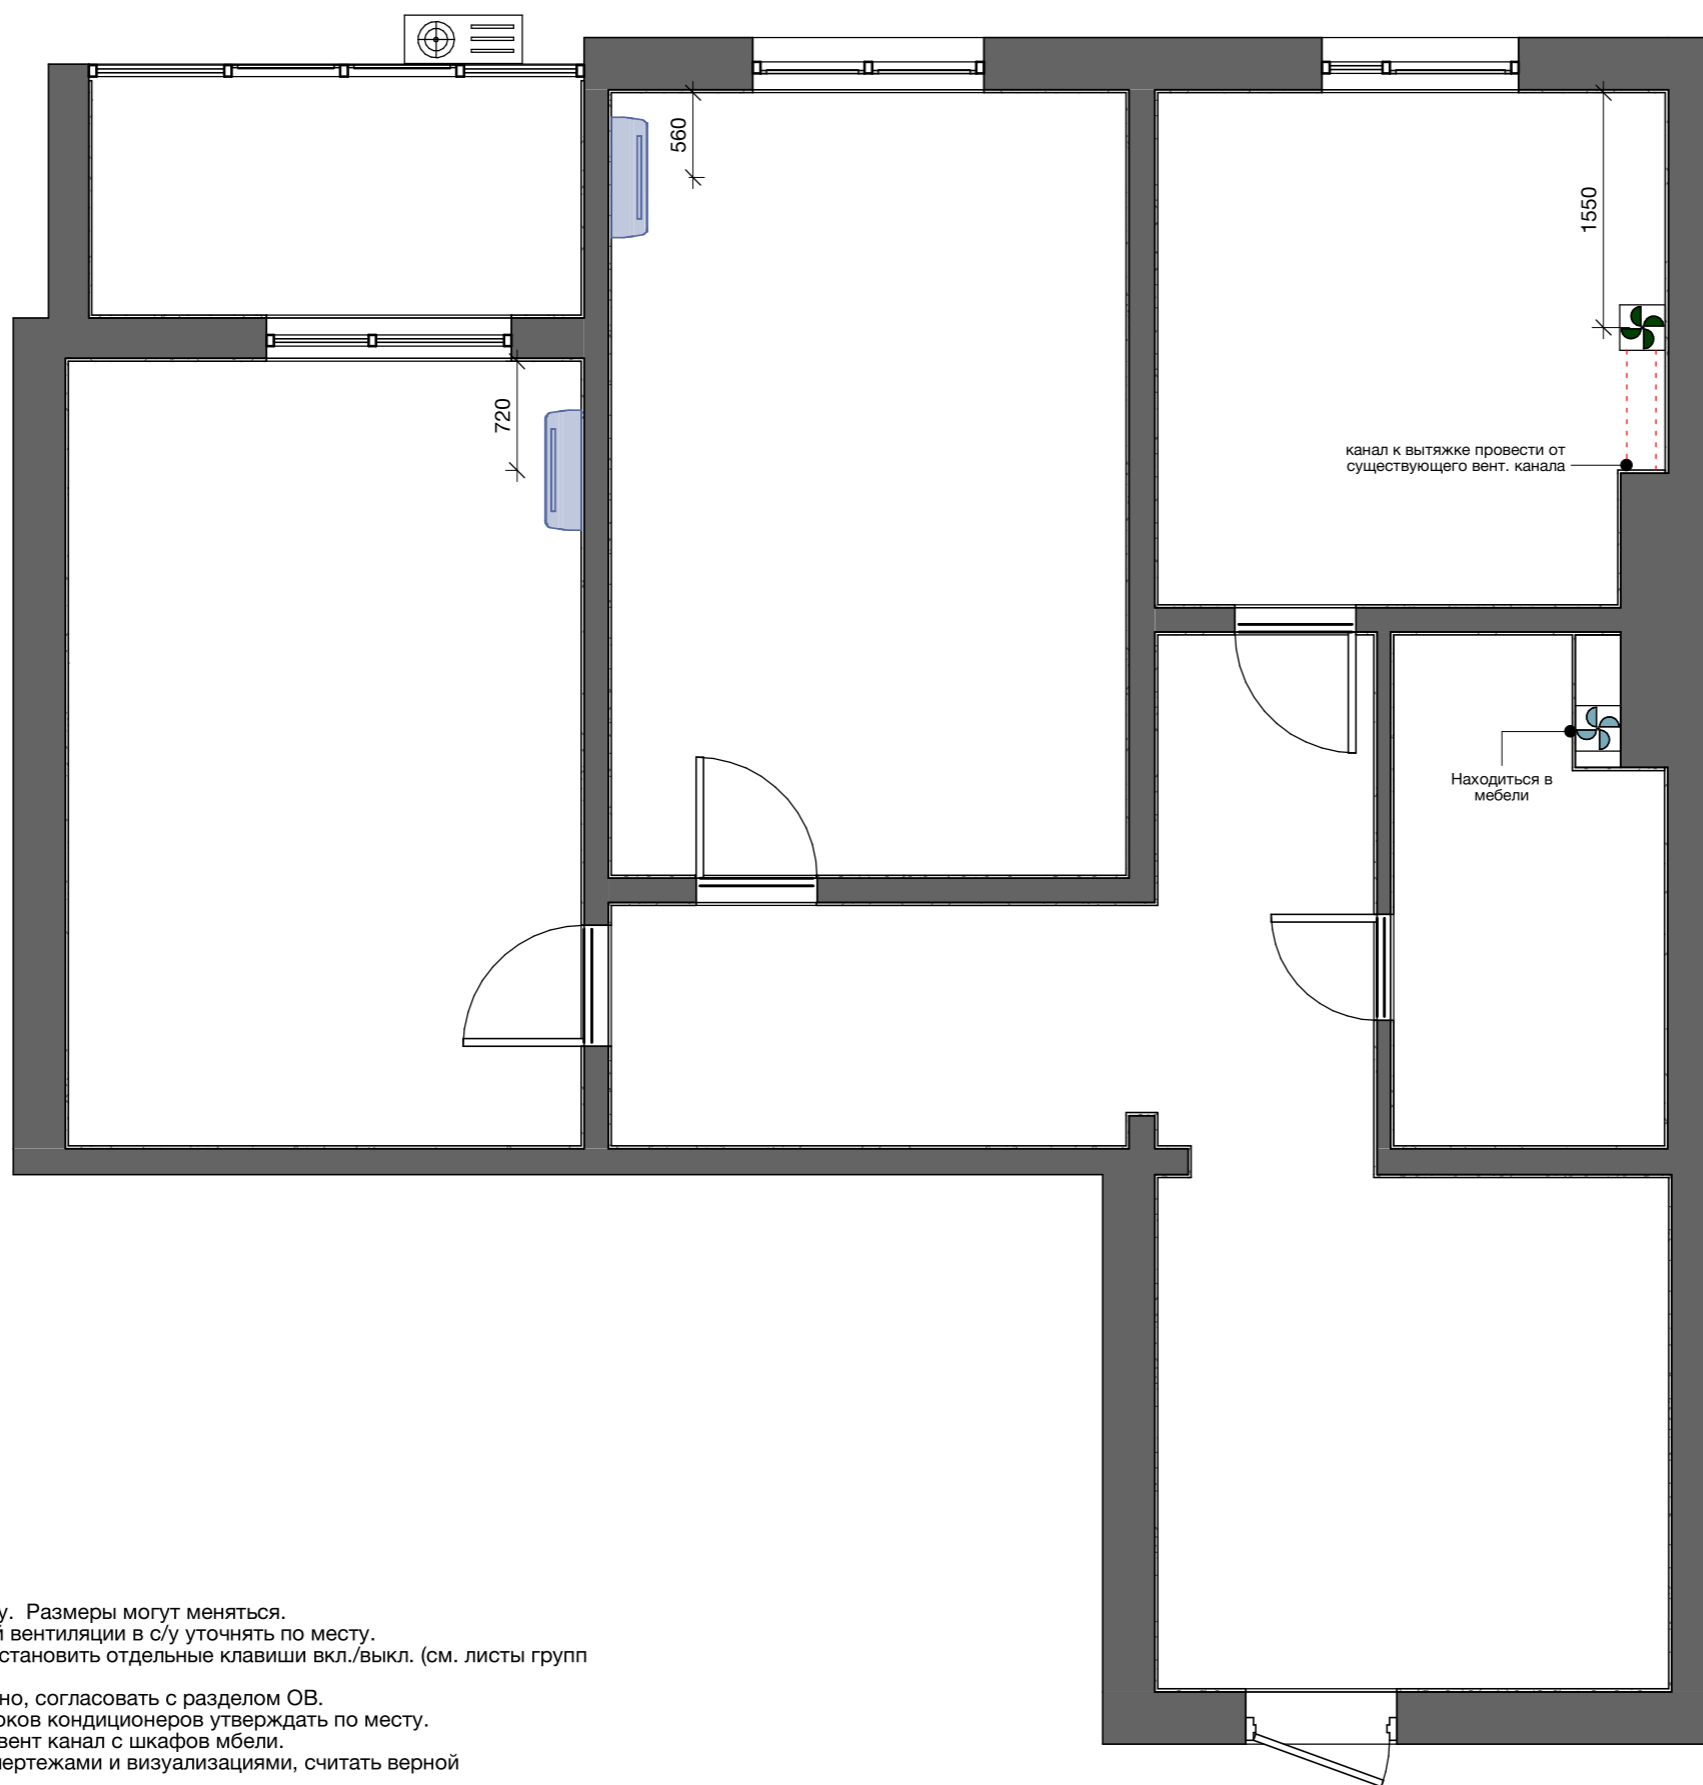 560
1550
720
канал к вытяжке провести от
существующего вент. канала
Находиться в
мебели
у. Размеры могут меняться.
й вентиляции в с/у уточнять по месту.
становить отдельные клавиши вкл./выкл. (см. листы групп
но, согласовать с разделом ОВ.
оков кондиционеров утверждать по месту.
вент канал с шкафов мбели.
чертежами и визуализациями, считать верной